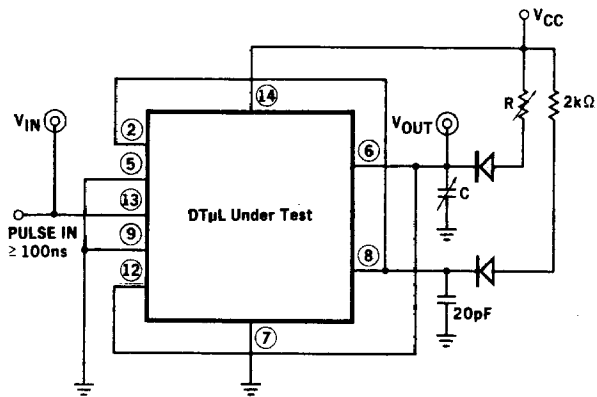 VCC
14
R
2kΩ
VIN
2
VOUT
6
5
13
DTμL Under Test
C
PULSE IN
≥ 100ns
9
8
12
20pF
7